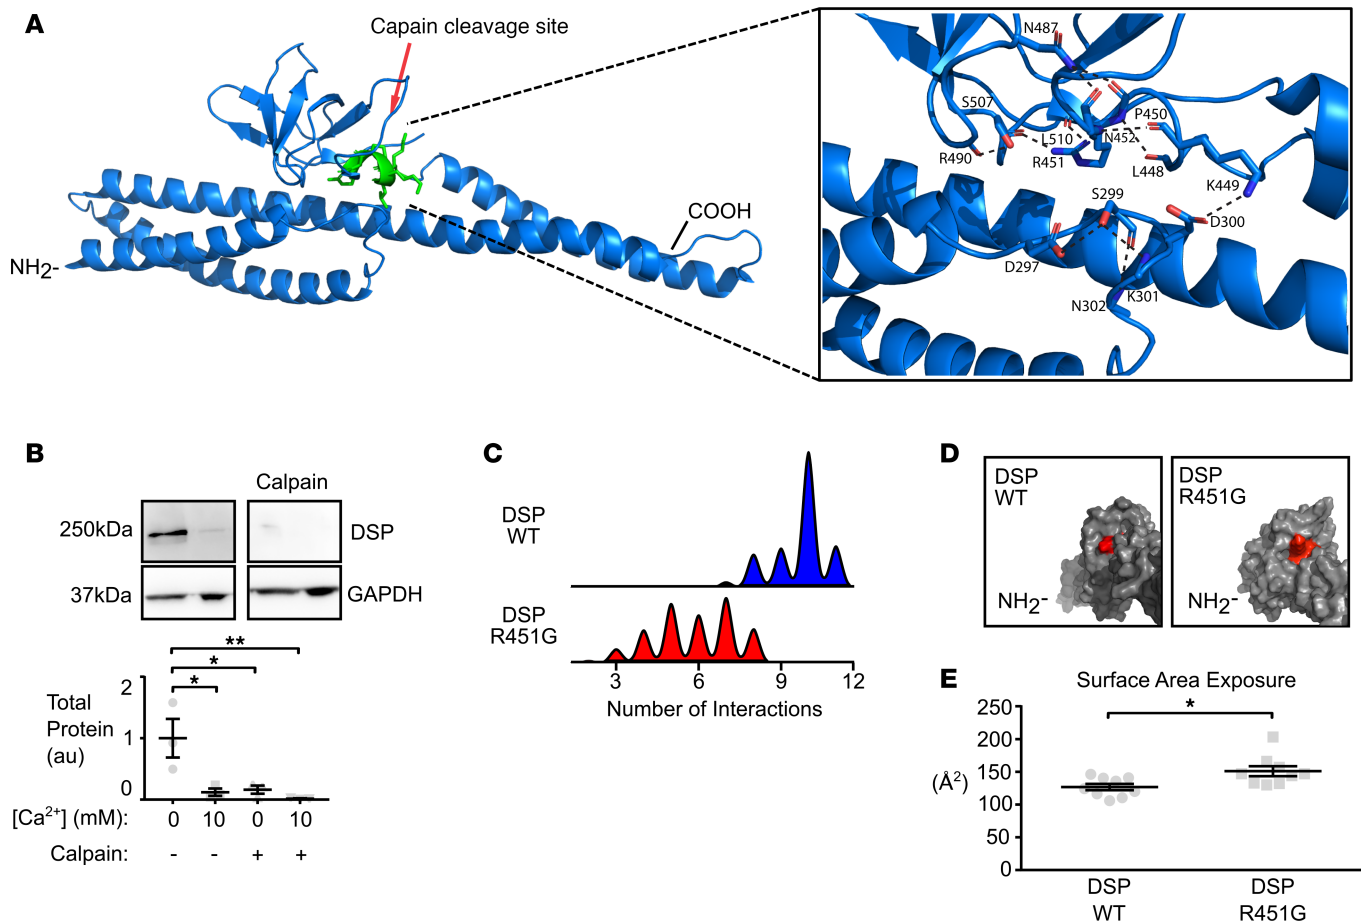 A
Capain cleavage site
COOH
NH2-
N487
S507
P450
L510
N452
R490
R451
L448
K449
S299
D300
D297
K301
N302
B
Calpain
250kDa
DSP
37kDa
GAPDH
**
*
*
2
1
0
Total
Protein
(au)
[Ca2+] (mM):
0 10 0 10
Calpain:
- - + +
C
DSP
WT
DSP
R451G
3 6 9 12
Number of Interactions
D
DSP
WT
NH2-
DSP
R451G
NH2-
E
Surface Area Exposure
*
250
200
150
100
50
0
(Å2)
DSP
WT
DSP
R451G